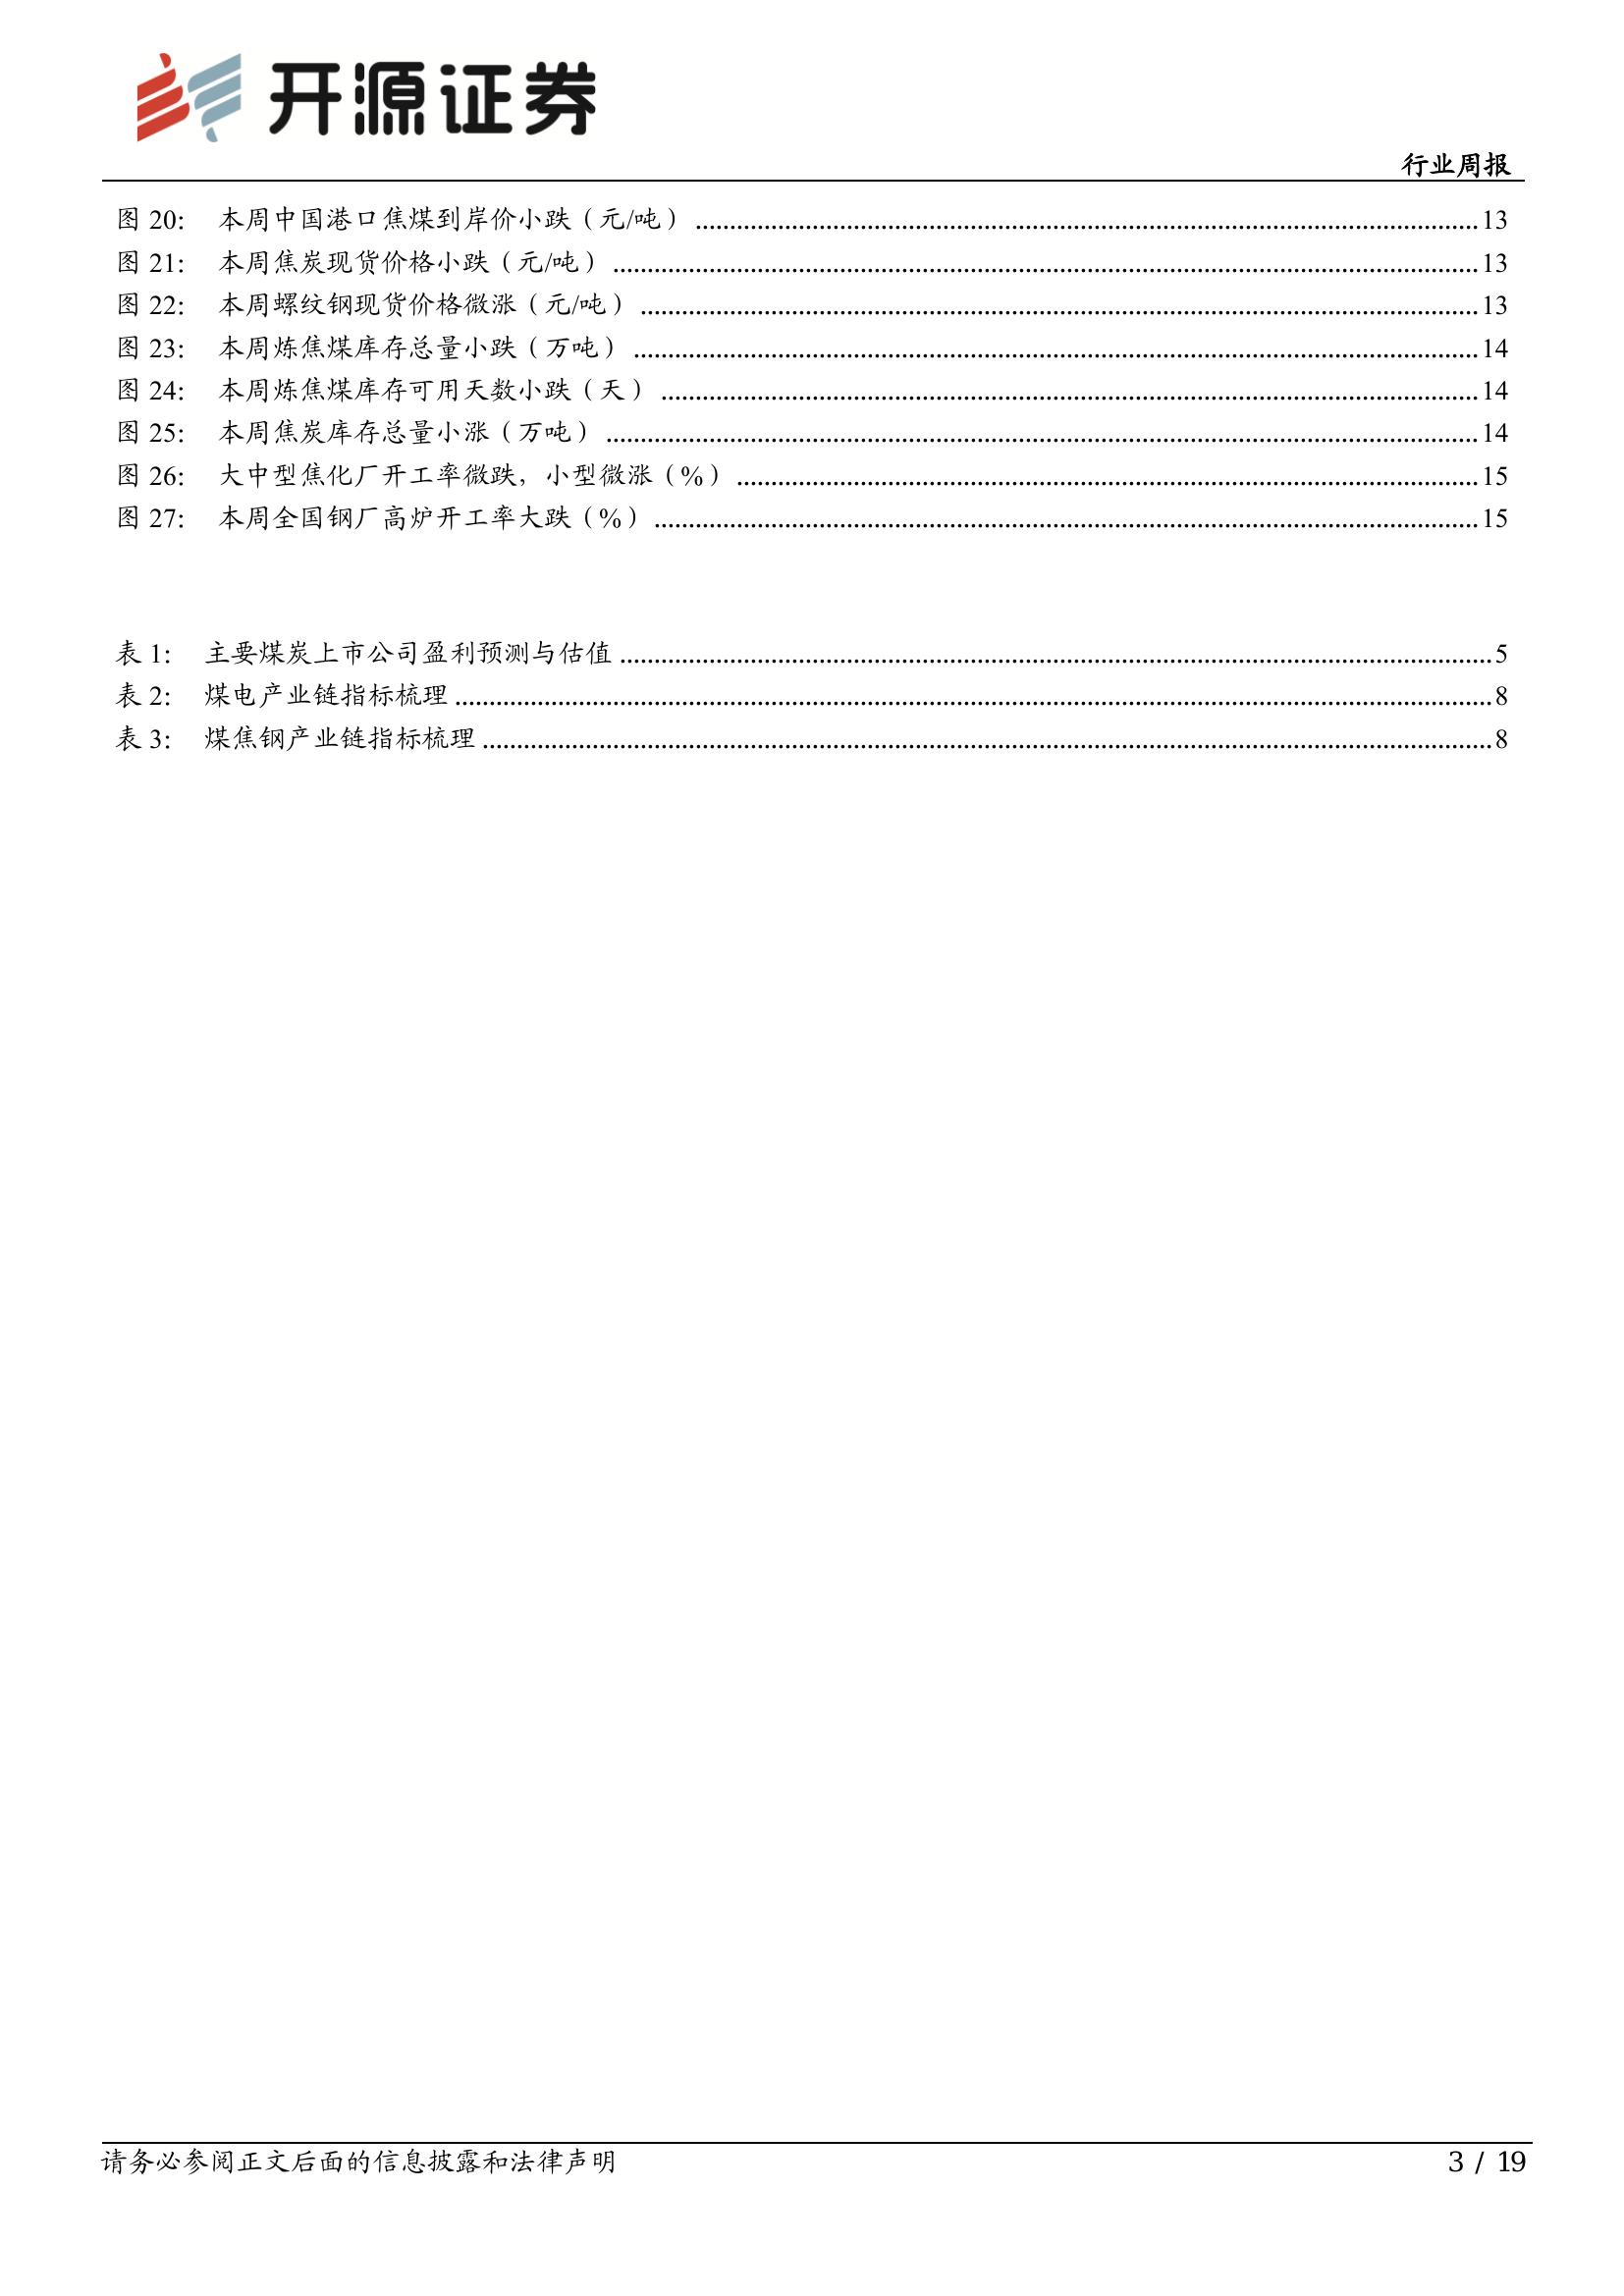 开源证券
行业周报
图 20： 本周中国港口焦煤到岸价小跌（元/吨）........................13
图 21： 本周焦炭现货价格小跌（元/吨）........................13
图 22： 本周螺纹钢现货价格微涨（元/吨）........................13
图 23： 本周炼焦煤库存总量小跌（万吨）........................14
图 24： 本周炼焦煤库存可用天数小跌（天）........................14
图 25： 本周焦炭库存总量小涨（万吨）........................14
图 26： 大中型焦化厂开工率微跌，小型微涨（%）........................15
图 27： 本周全国钢厂高炉开工率大跌（%）........................15
表 1： 主要煤炭上市公司盈利预测与估值........................5
表 2： 煤电产业链指标梳理........................8
表 3： 煤焦钢产业链指标梳理........................8
请务必参阅正文后面的信息披露和法律声明
3 / 19